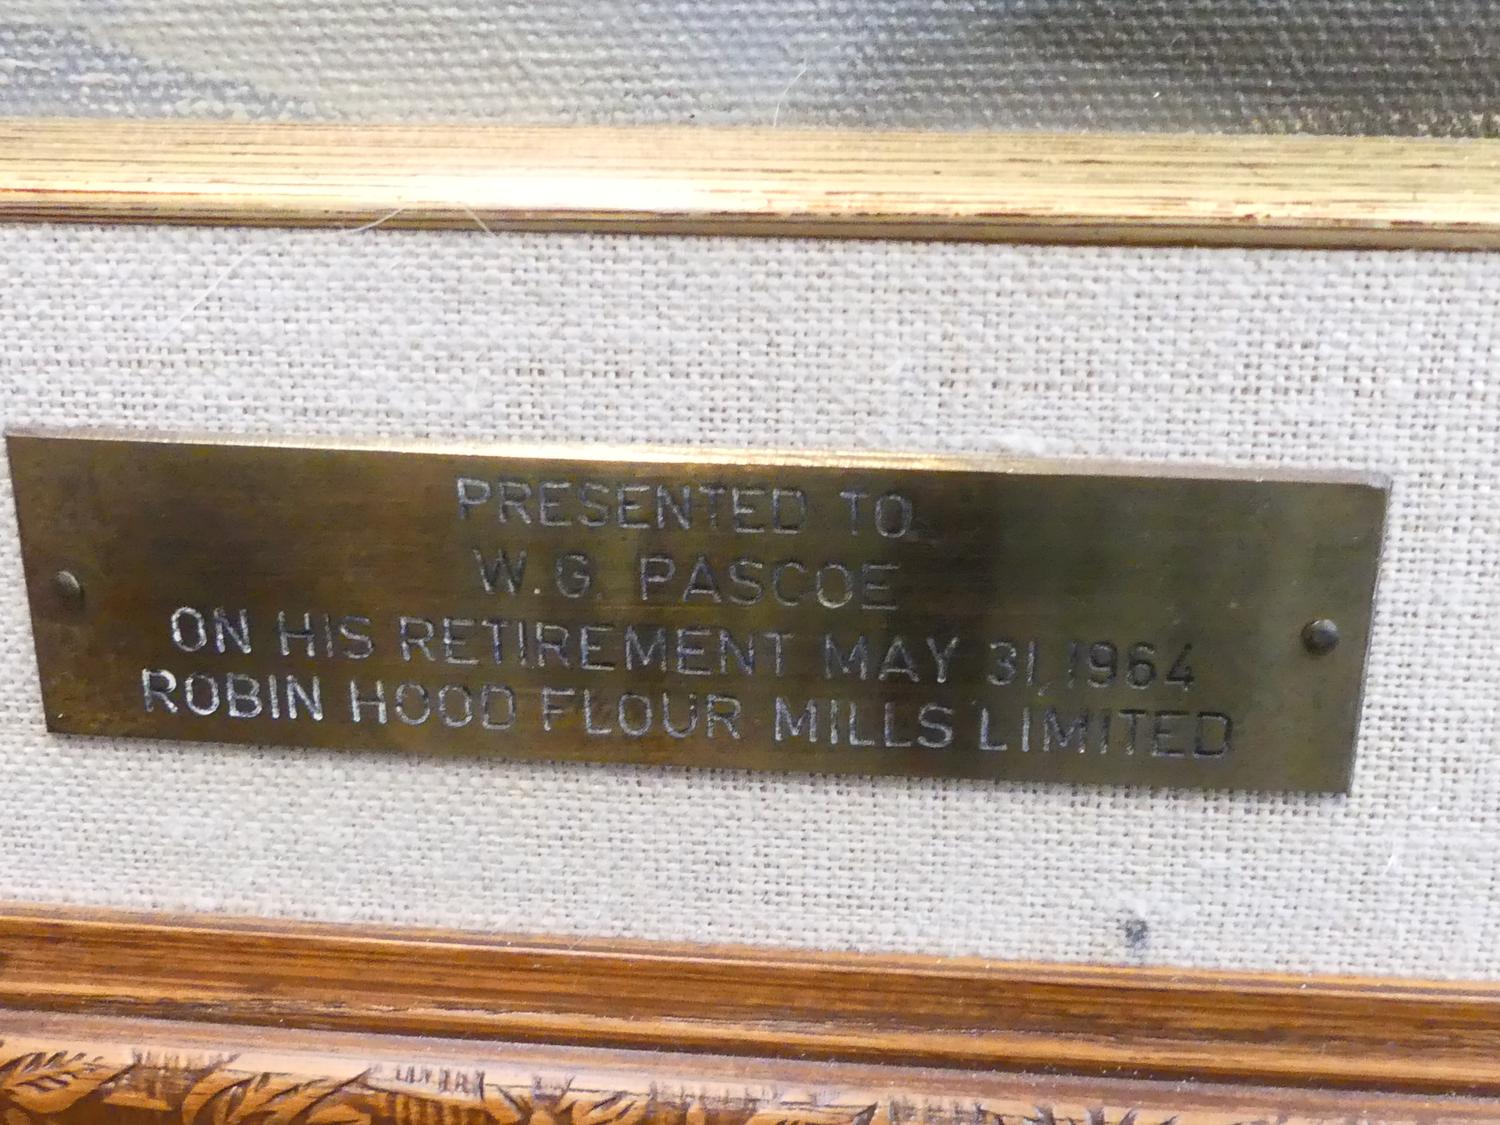 PRESENTED TO
W.G. PASCOE
ON HIS RETIREMENT MAY 31, 1964
ROBIN HOOD FLOUR MILLS LIMITED